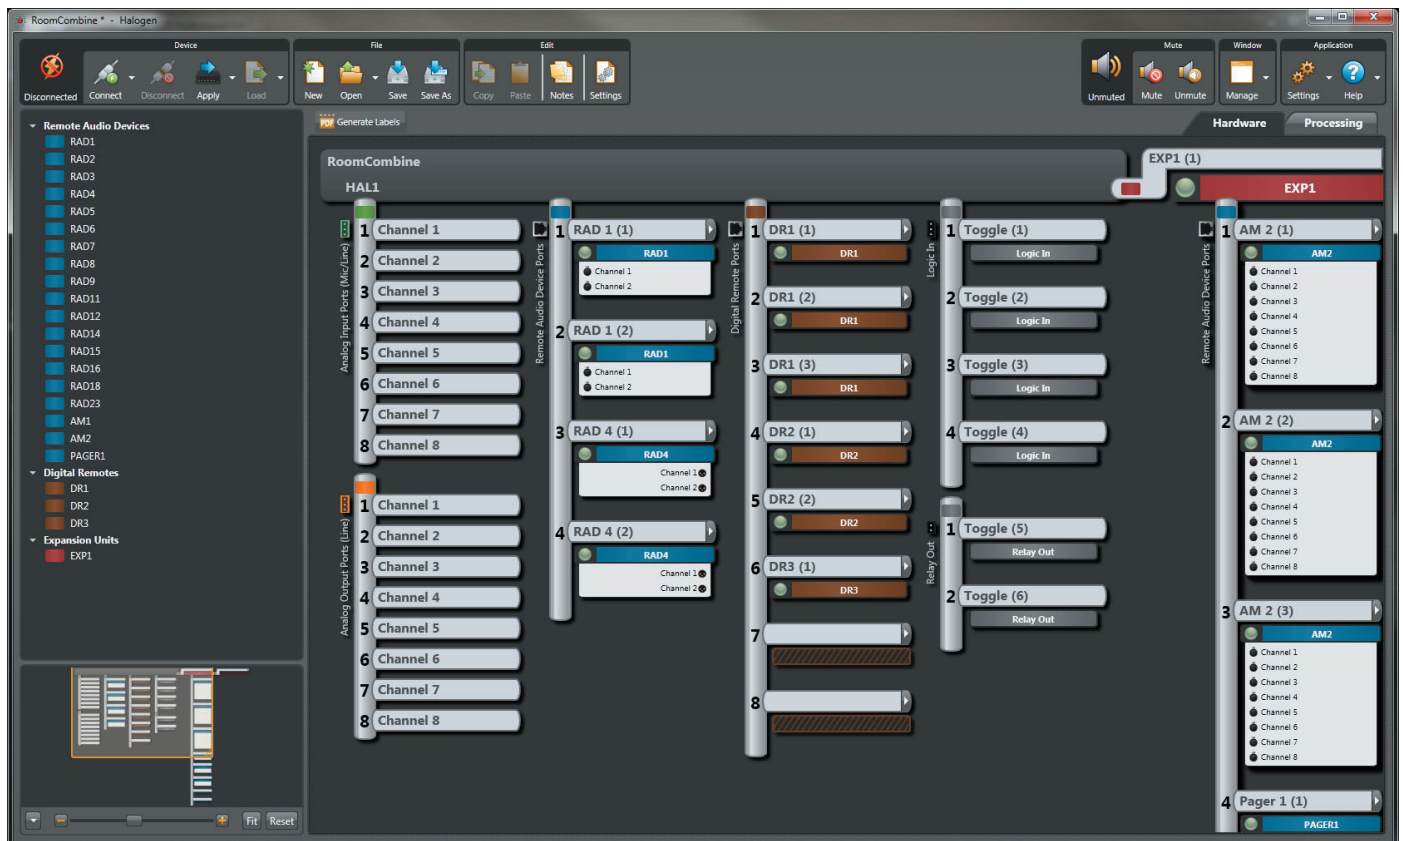 RoomCombine * - Halogen
Device
File
Edit
Mute
Window
Application
Disconnected
Connect
Disconnect
Apply
Load
New
Open
Save
Save As
Copy
Paste
Notes
Settings
Unmuted
Mute
Unmute
Manage
Settings
Help
Remote Audio Devices
RAD1
RAD2
RAD3
RAD4
RAD5
RAD6
RAD7
RAD8
RAD9
RAD11
RAD12
RAD14
RAD15
RAD16
RAD18
RAD23
AM1
AM2
PAGER1
Digital Remotes
DR1
DR2
DR3
Expansion Units
EXP1
Fit
Reset
PDF Generate Labels
Hardware
Processing
RoomCombine
HAL1
Analog Input Ports (Mic/Line)
1 Channel 1
2 Channel 2
3 Channel 3
4 Channel 4
5 Channel 5
6 Channel 6
7 Channel 7
8 Channel 8
Analog Output Ports (Line)
1 Channel 1
2 Channel 2
3 Channel 3
4 Channel 4
5 Channel 5
6 Channel 6
7 Channel 7
8 Channel 8
Remote Audio Device Ports
1 RAD 1 (1)
RAD1
Channel 1
Channel 2
2 RAD 1 (2)
RAD1
Channel 1
Channel 2
3 RAD 4 (1)
RAD4
Channel 1
Channel 2
4 RAD 4 (2)
RAD4
Channel 1
Channel 2
Digital Remote Ports
1 DR1 (1)
DR1
2 DR1 (2)
DR1
3 DR1 (3)
DR1
4 DR2 (1)
DR2
5 DR2 (2)
DR2
6 DR3 (1)
DR3
7
8
Logic In
1 Toggle (1)
Logic In
2 Toggle (2)
Logic In
3 Toggle (3)
Logic In
4 Toggle (4)
Logic In
Relay Out
1 Toggle (5)
Relay Out
2 Toggle (6)
Relay Out
EXP1 (1)
EXP1
Remote Audio Device Ports
1 AM 2 (1)
AM2
Channel 1
Channel 2
Channel 3
Channel 4
Channel 5
Channel 6
Channel 7
Channel 8
2 AM 2 (2)
AM2
Channel 1
Channel 2
Channel 3
Channel 4
Channel 5
Channel 6
Channel 7
Channel 8
3 AM 2 (3)
AM2
Channel 1
Channel 2
Channel 3
Channel 4
Channel 5
Channel 6
Channel 7
Channel 8
4 Pager 1 (1)
PAGER1